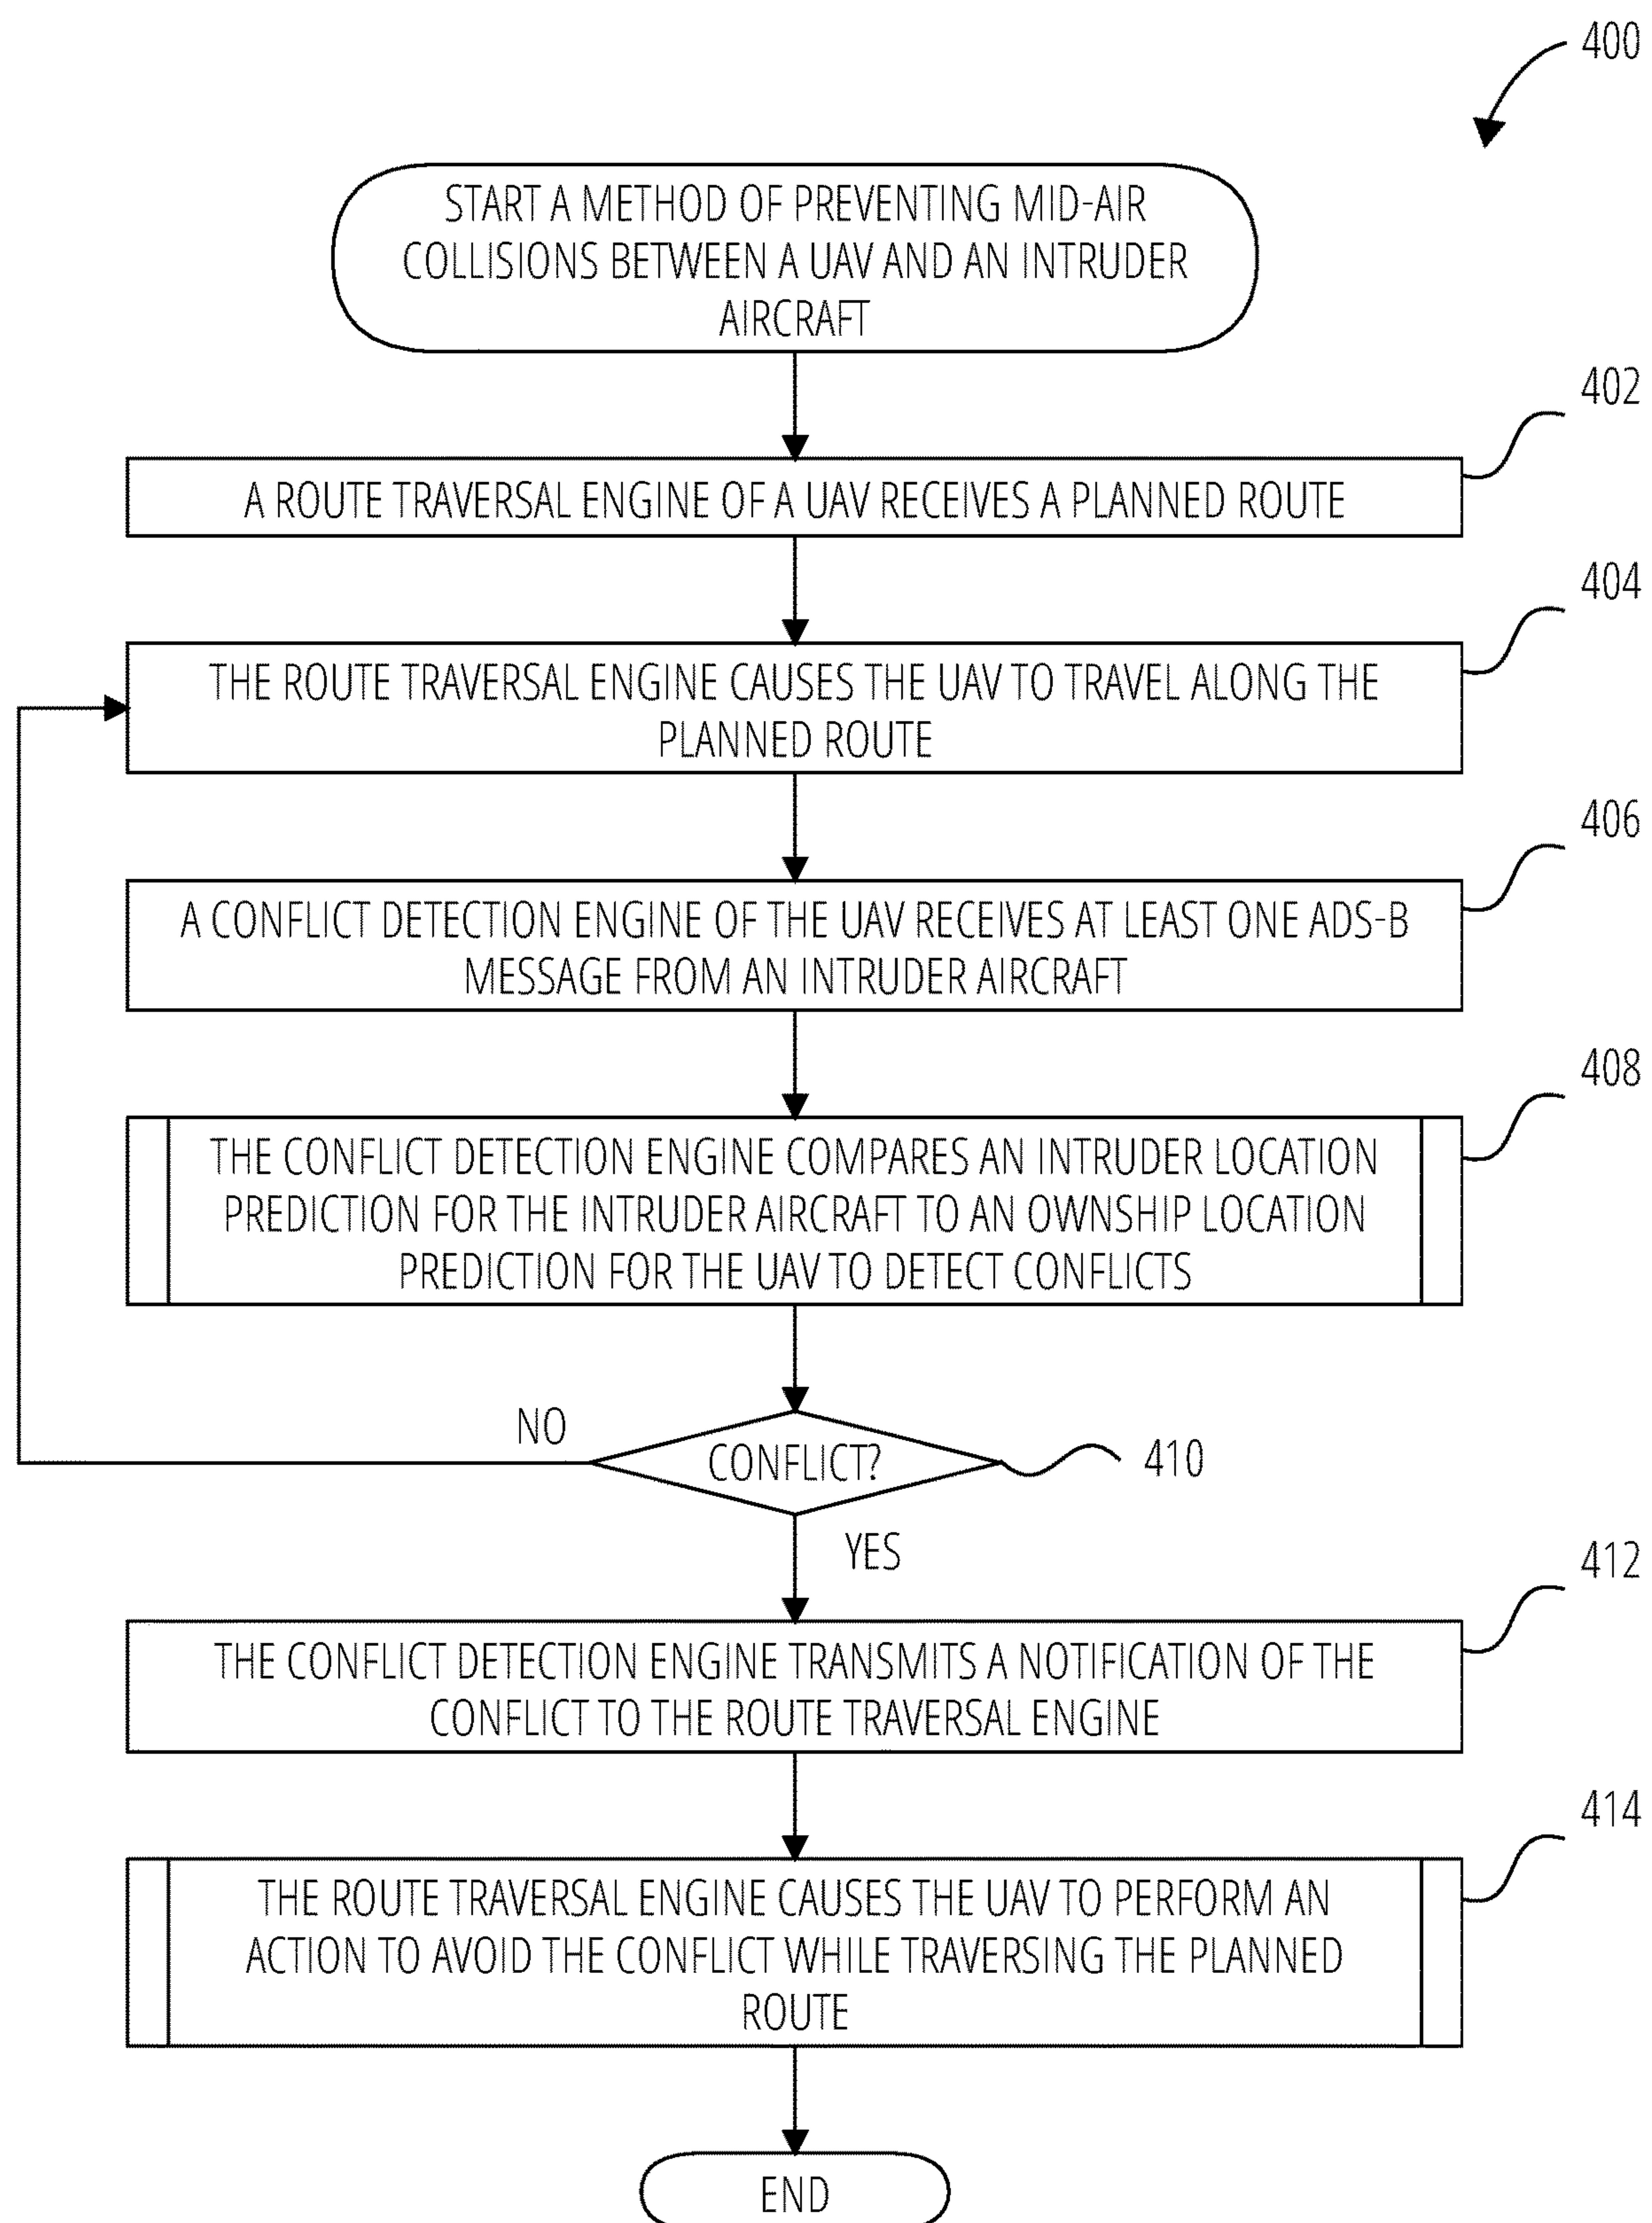 400
START A METHOD OF PREVENTING MID-AIR
COLLISIONS BETWEEN A UAV AND AN INTRUDER
AIRCRAFT
402
A ROUTE TRAVERSAL ENGINE OF A UAV RECEIVES A PLANNED ROUTE
404
THE ROUTE TRAVERSAL ENGINE CAUSES THE UAV TO TRAVEL ALONG THE
PLANNED ROUTE
406
A CONFLICT DETECTION ENGINE OF THE UAV RECEIVES AT LEAST ONE ADS-B
MESSAGE FROM AN INTRUDER AIRCRAFT
408
THE CONFLICT DETECTION ENGINE COMPARES AN INTRUDER LOCATION
PREDICTION FOR THE INTRUDER AIRCRAFT TO AN OWNSHIP LOCATION
PREDICTION FOR THE UAV TO DETECT CONFLICTS
NO
CONFLICT?
410
YES
412
THE CONFLICT DETECTION ENGINE TRANSMITS A NOTIFICATION OF THE
CONFLICT TO THE ROUTE TRAVERSAL ENGINE
414
THE ROUTE TRAVERSAL ENGINE CAUSES THE UAV TO PERFORM AN
ACTION TO AVOID THE CONFLICT WHILE TRAVERSING THE PLANNED
ROUTE
END